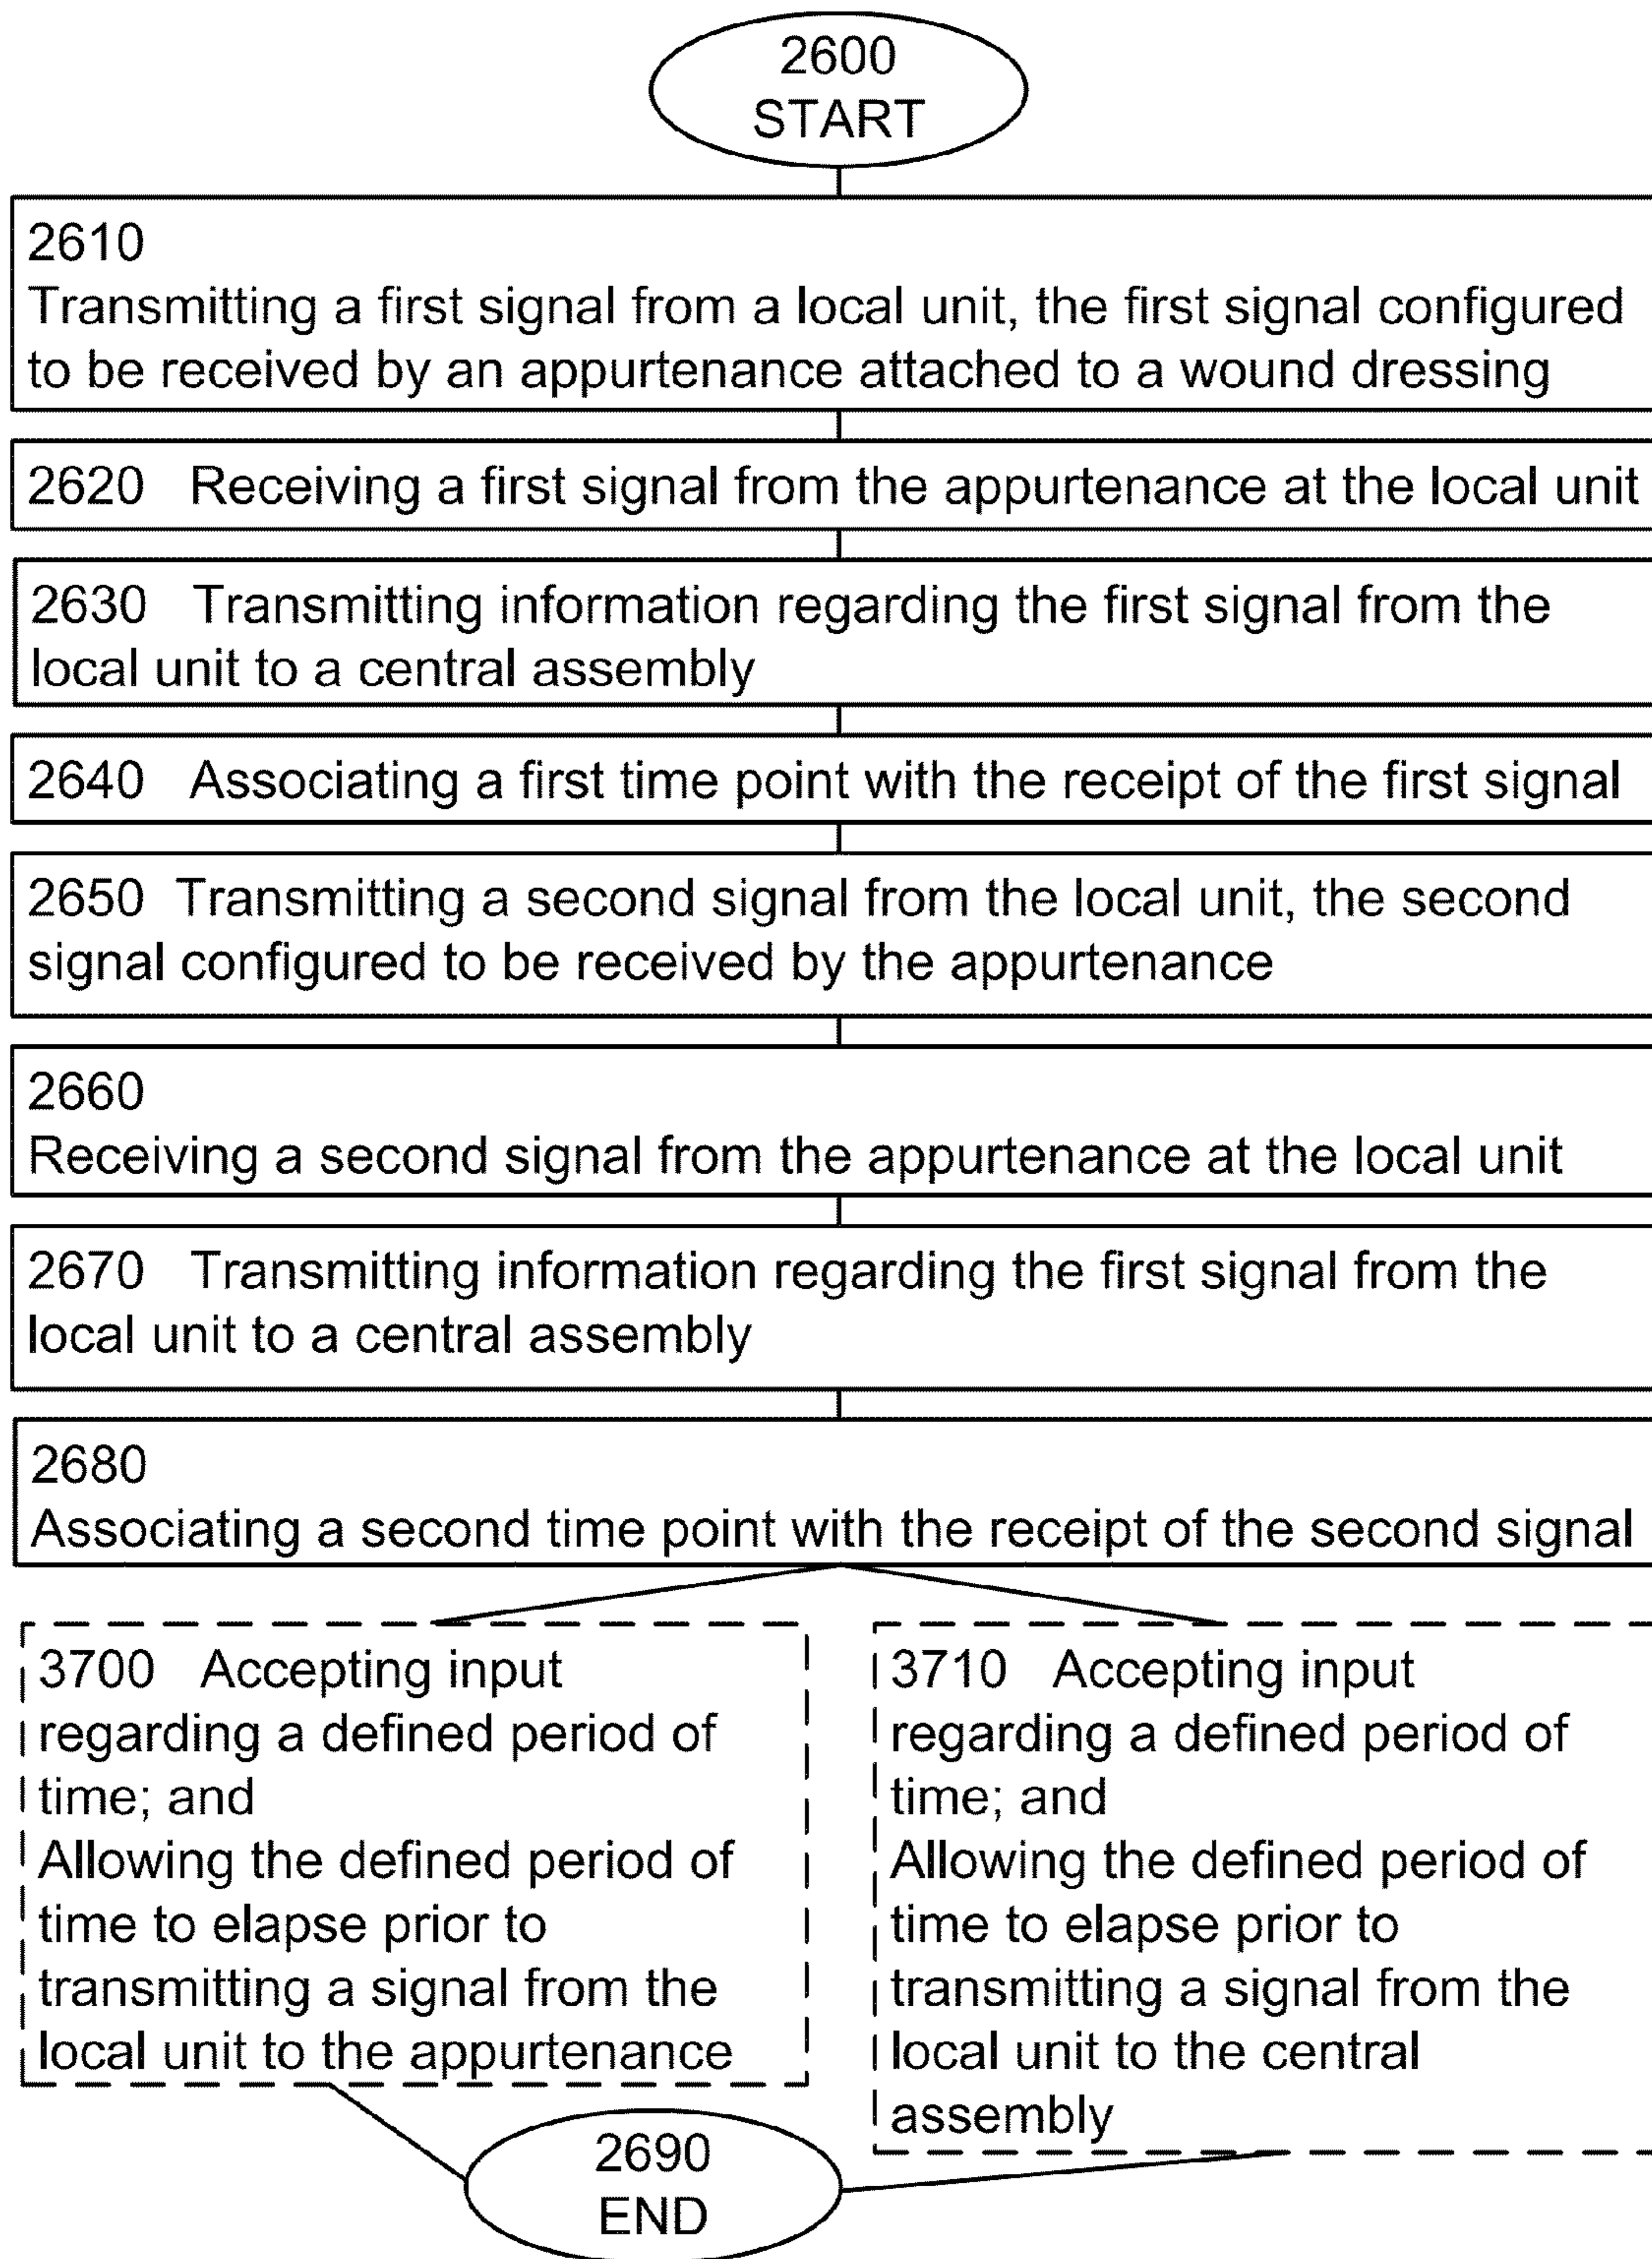 2600
START
2610
Transmitting a first signal from a local unit, the first signal configured
to be received by an appurtenance attached to a wound dressing
2620 Receiving a first signal from the appurtenance at the local unit
2630 Transmitting information regarding the first signal from the
local unit to a central assembly
2640 Associating a first time point with the receipt of the first signal
2650 Transmitting a second signal from the local unit, the second
signal configured to be received by the appurtenance
2660
Receiving a second signal from the appurtenance at the local unit
2670 Transmitting information regarding the first signal from the
local unit to a central assembly
2680
Associating a second time point with the receipt of the second signal
3700 Accepting input
regarding a defined period of
time; and
Allowing the defined period of
time to elapse prior to
transmitting a signal from the
local unit to the appurtenance
3710 Accepting input
regarding a defined period of
time; and
Allowing the defined period of
time to elapse prior to
transmitting a signal from the
local unit to the central
assembly
2690
END